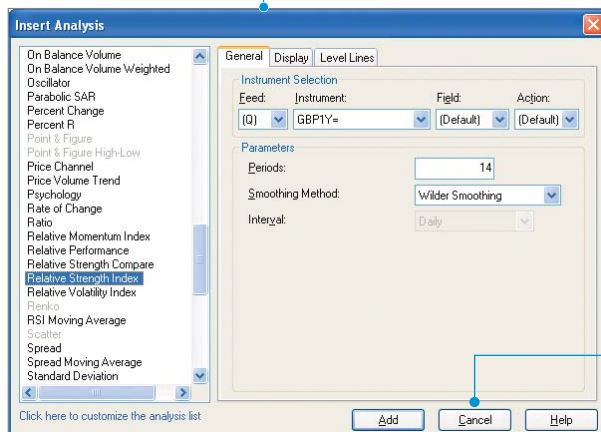 Insert Analysis
On Balance Volume
On Balance Volume Weighted
Oscillator
Parabolic SAR
Percent Change
Percent R
Point & Figure
Point & Figure High-Low
Price Channel
Price Volume Trend
Psychology
Rate of Change
Ratio
Relative Momentum Index
Relative Performance
Relative Strength Compare
Relative Strength Index
Relative Volatility Index
Renko
RSI Moving Average
Scatter
Spread
Spread Moving Average
Standard Deviation
Click here to customize the analysis list
General Display Level Lines
Instrument Selection
Feed: Instrument: Field: Action:
(Q) GBP1Y= (Default) (Default)
Parameters
Periods: 14
Smoothing Method: Wilder Smoothing
Interval: Daily
Add Cancel Help